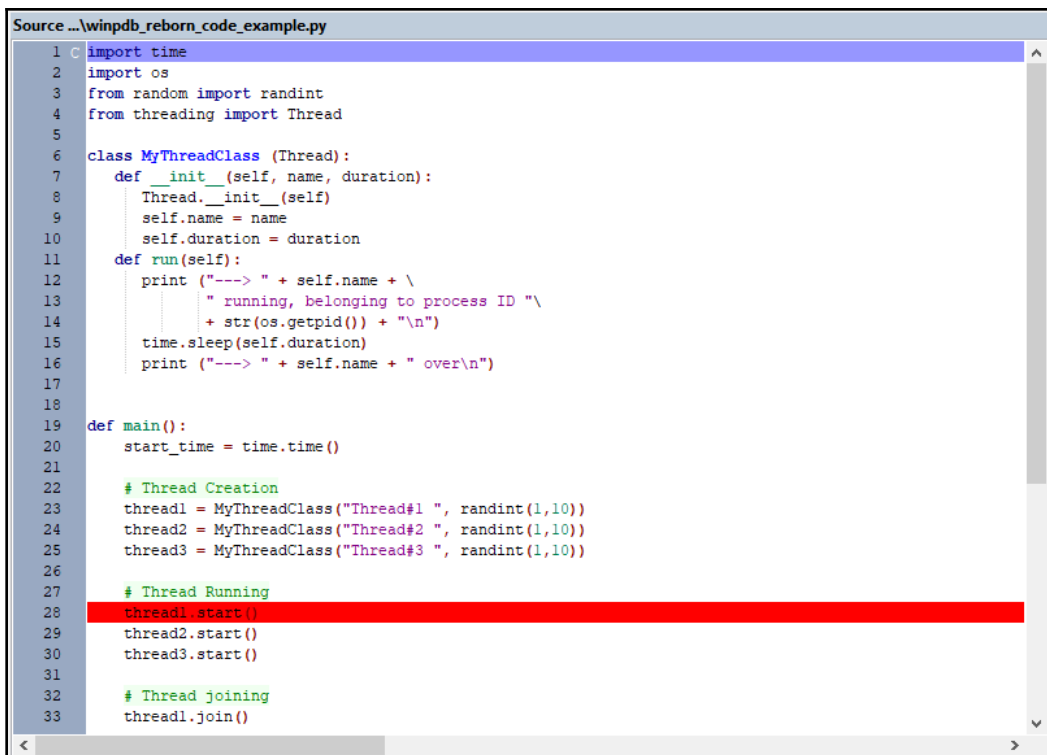 Source ...\winpdb_reborn_code_example.py
1 C import time
2 import os
3 from random import randint
4 from threading import Thread
5
6 class MyThreadClass (Thread):
7    def __init__(self, name, duration):
8       Thread.__init__(self)
9       self.name = name
10       self.duration = duration
11    def run(self):
12       print ("---> " + self.name + \
13              " running, belonging to process ID "\
14              + str(os.getpid()) + "\n")
15       time.sleep(self.duration)
16       print ("---> " + self.name + " over\n")
17
18
19 def main():
20     start_time = time.time()
21
22     # Thread Creation
23     thread1 = MyThreadClass("Thread#1 ", randint(1,10))
24     thread2 = MyThreadClass("Thread#2 ", randint(1,10))
25     thread3 = MyThreadClass("Thread#3 ", randint(1,10))
26
27     # Thread Running
28     thread1.start()
29     thread2.start()
30     thread3.start()
31
32     # Thread joining
33     thread1.join()